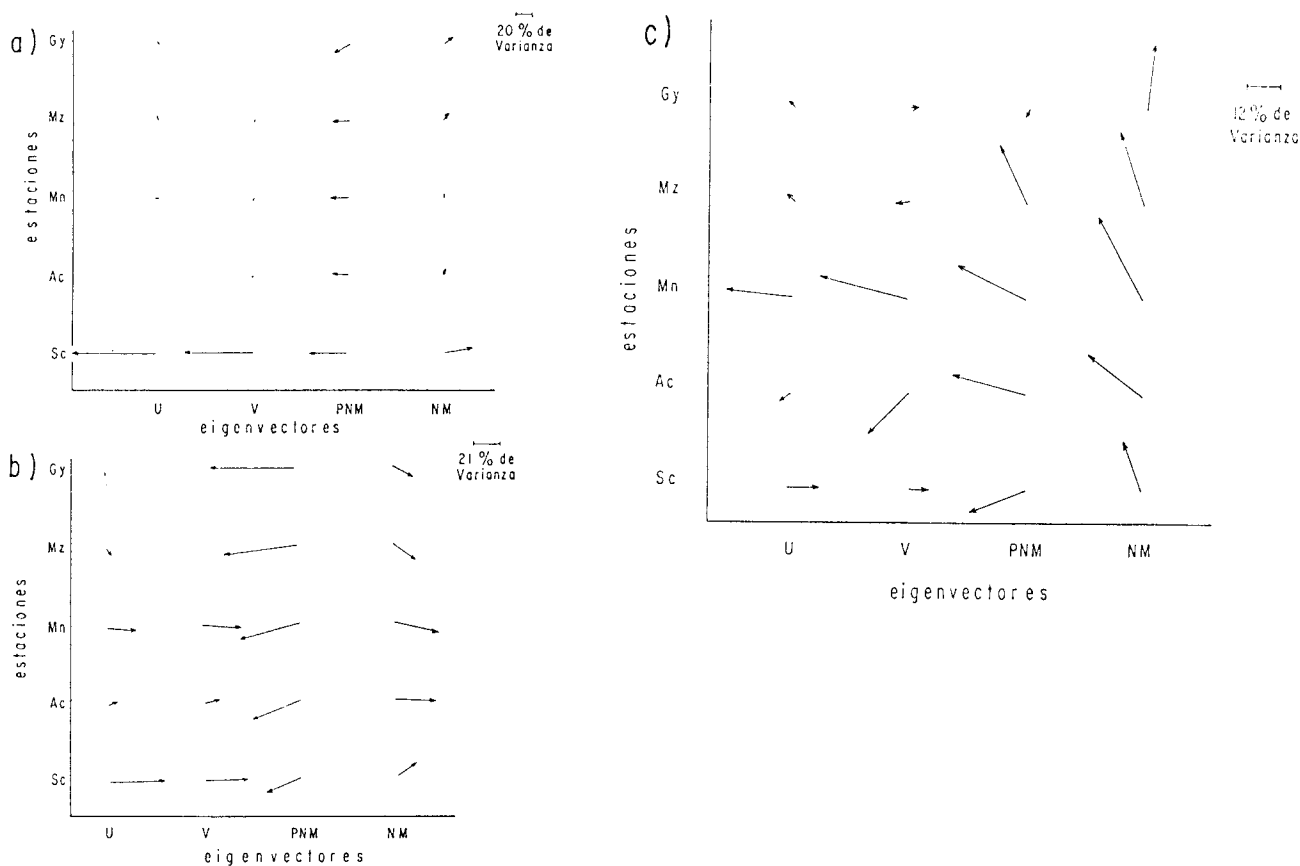 a)
20 % de
Varianza
Gy
Mz
Mn
Ac
Sc
estaciones
U V PNM NM
eigenvectores
b)
21 % de
Varianza
Gy
Mz
Mn
Ac
Sc
estaciones
U V PNM NM
eigenvectores
c)
12% de
Varianza
Gy
Mz
Mn
Ac
Sc
estaciones
U V PNM NM
eigenvectores